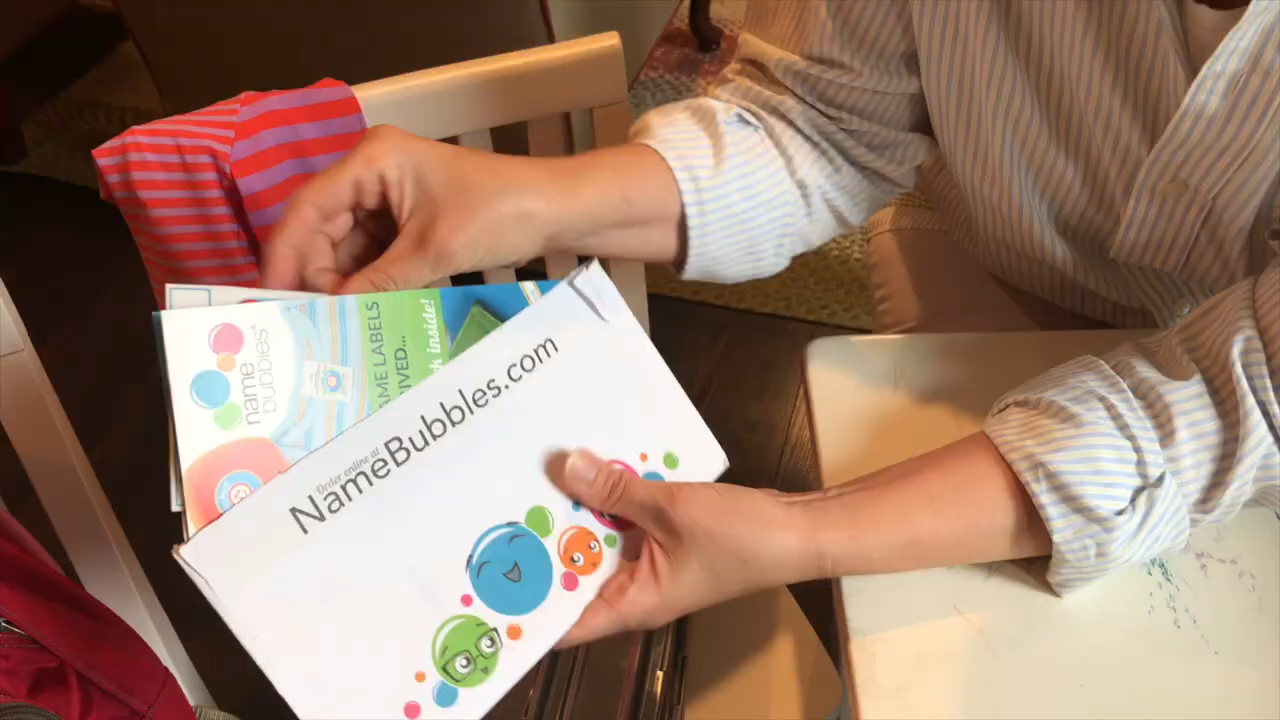 name
bubbles
AME LABELS
IVED...
k inside!
Order online at
NameBubbles.com